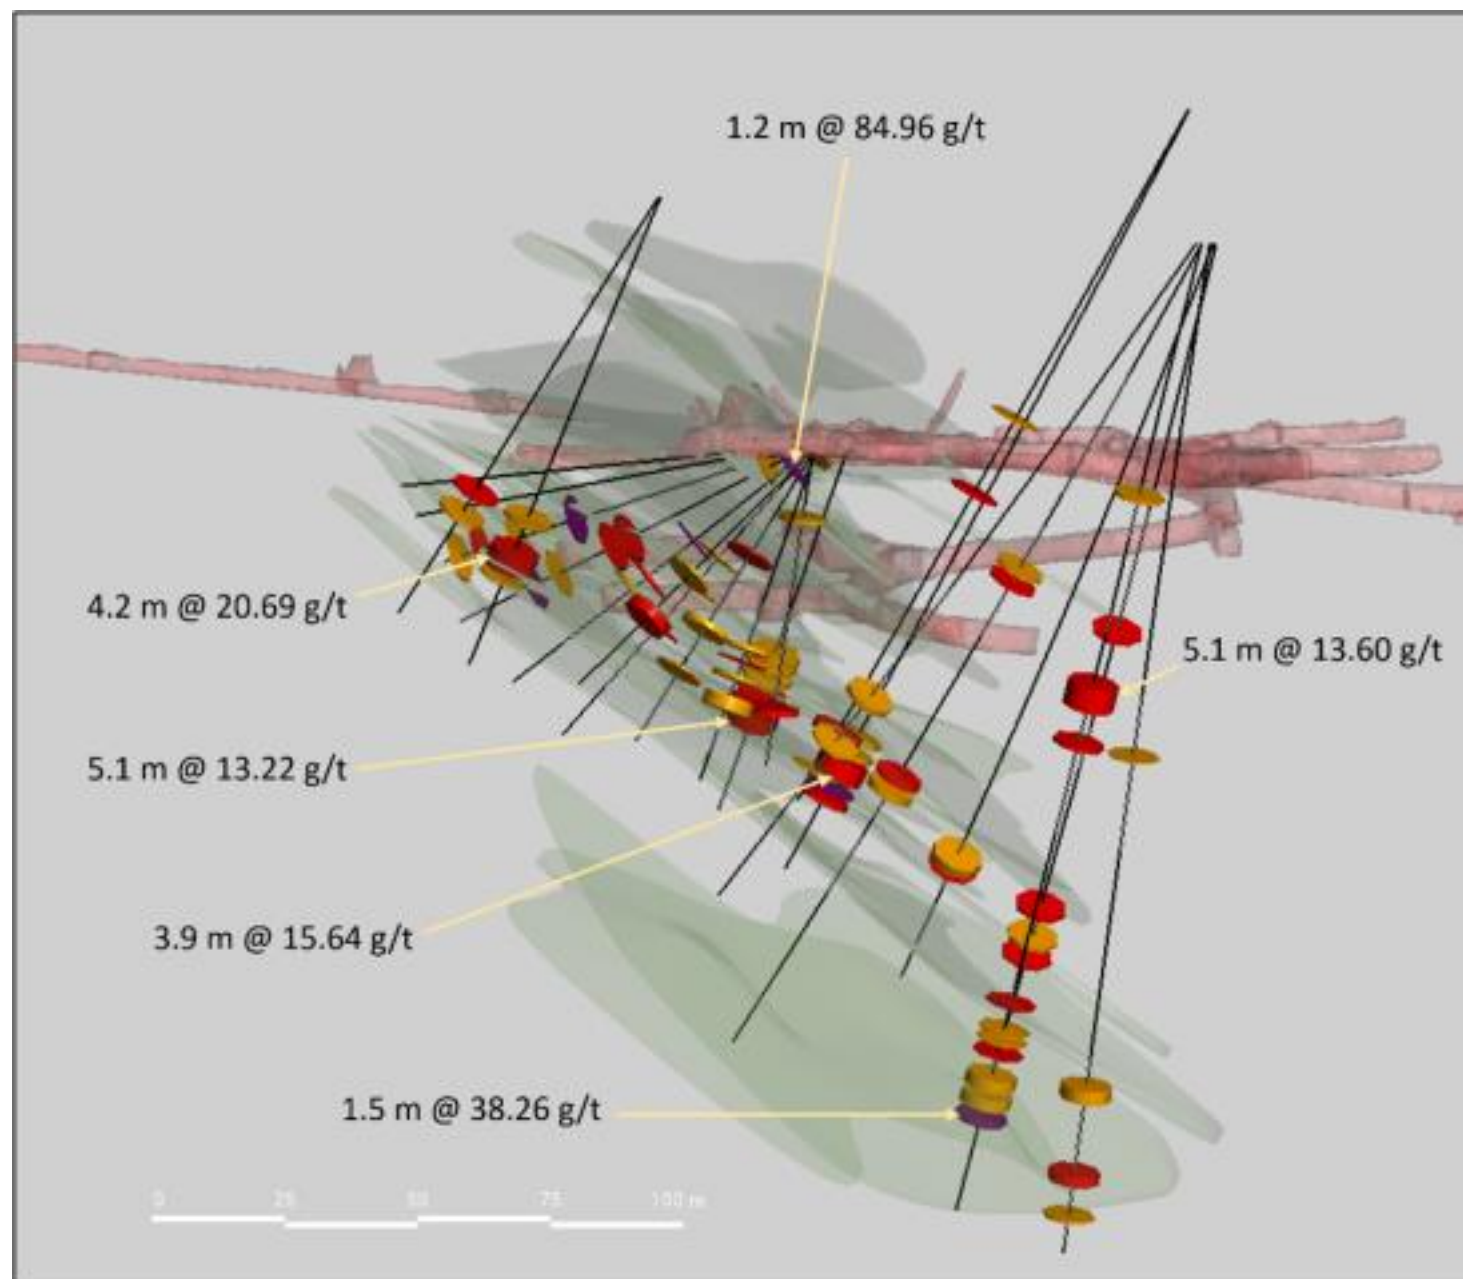 1.2 m @ 84.96 g/t
4.2 m @ 20.69 g/t
5.1 m @ 13.60 g/t
5.1 m @ 13.22 g/t
3.9 m @ 15.64 g/t
1.5 m @ 38.26 g/t
0 25 50 75 100 m